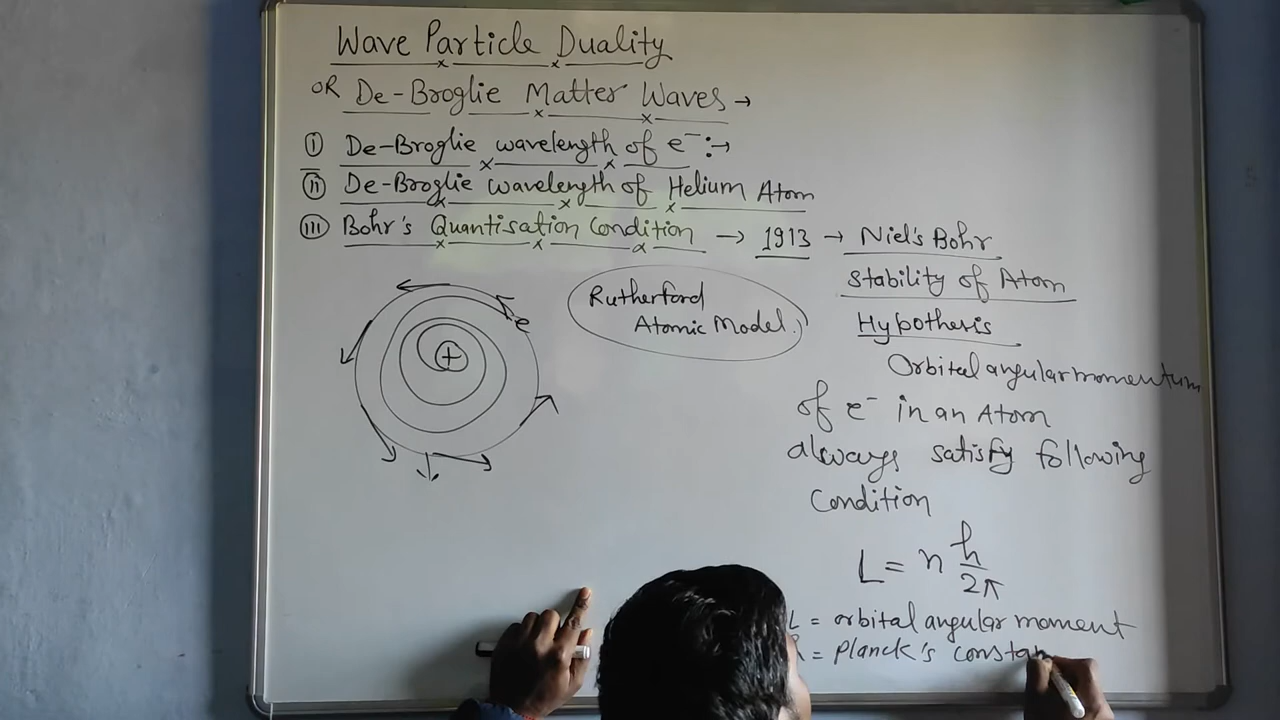 Wave Particle Duality
OR De-Broglie Matter Waves →
(i) De-Broglie wavelength of e⁻ :→
(ii) De-Broglie wavelength of Helium Atom
(iii) Bohr's Quantisation Condition → 1913 → Niel's Bohr
Stability of Atom
Rutherford
Atomic Model.
Hypothesis
e
+
Orbital angular momentum
of e⁻ in an Atom
always satisfy following
Condition
L = n h/2π
L = orbital angular moment
= Planck's constan